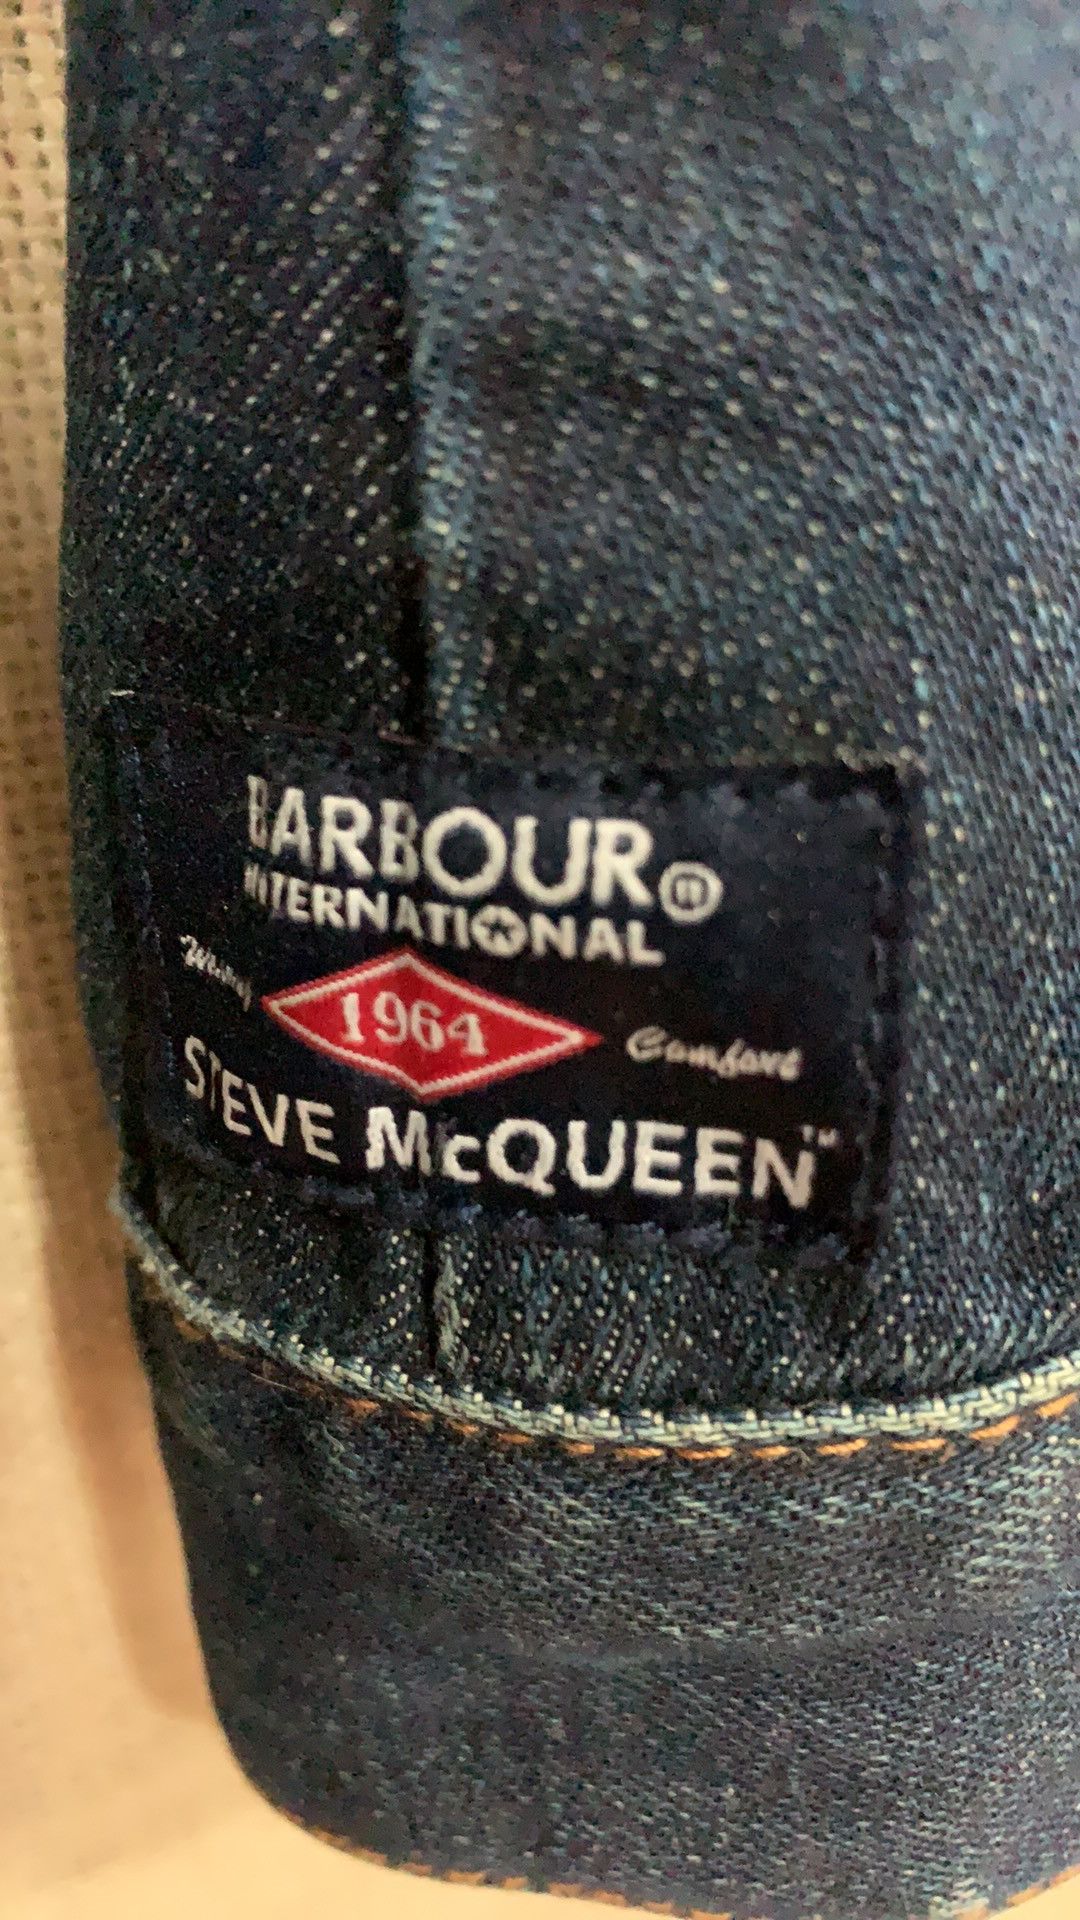 BARBOUR®
INTERNATIONAL
1964 Comfort
STEVE McQUEEN™